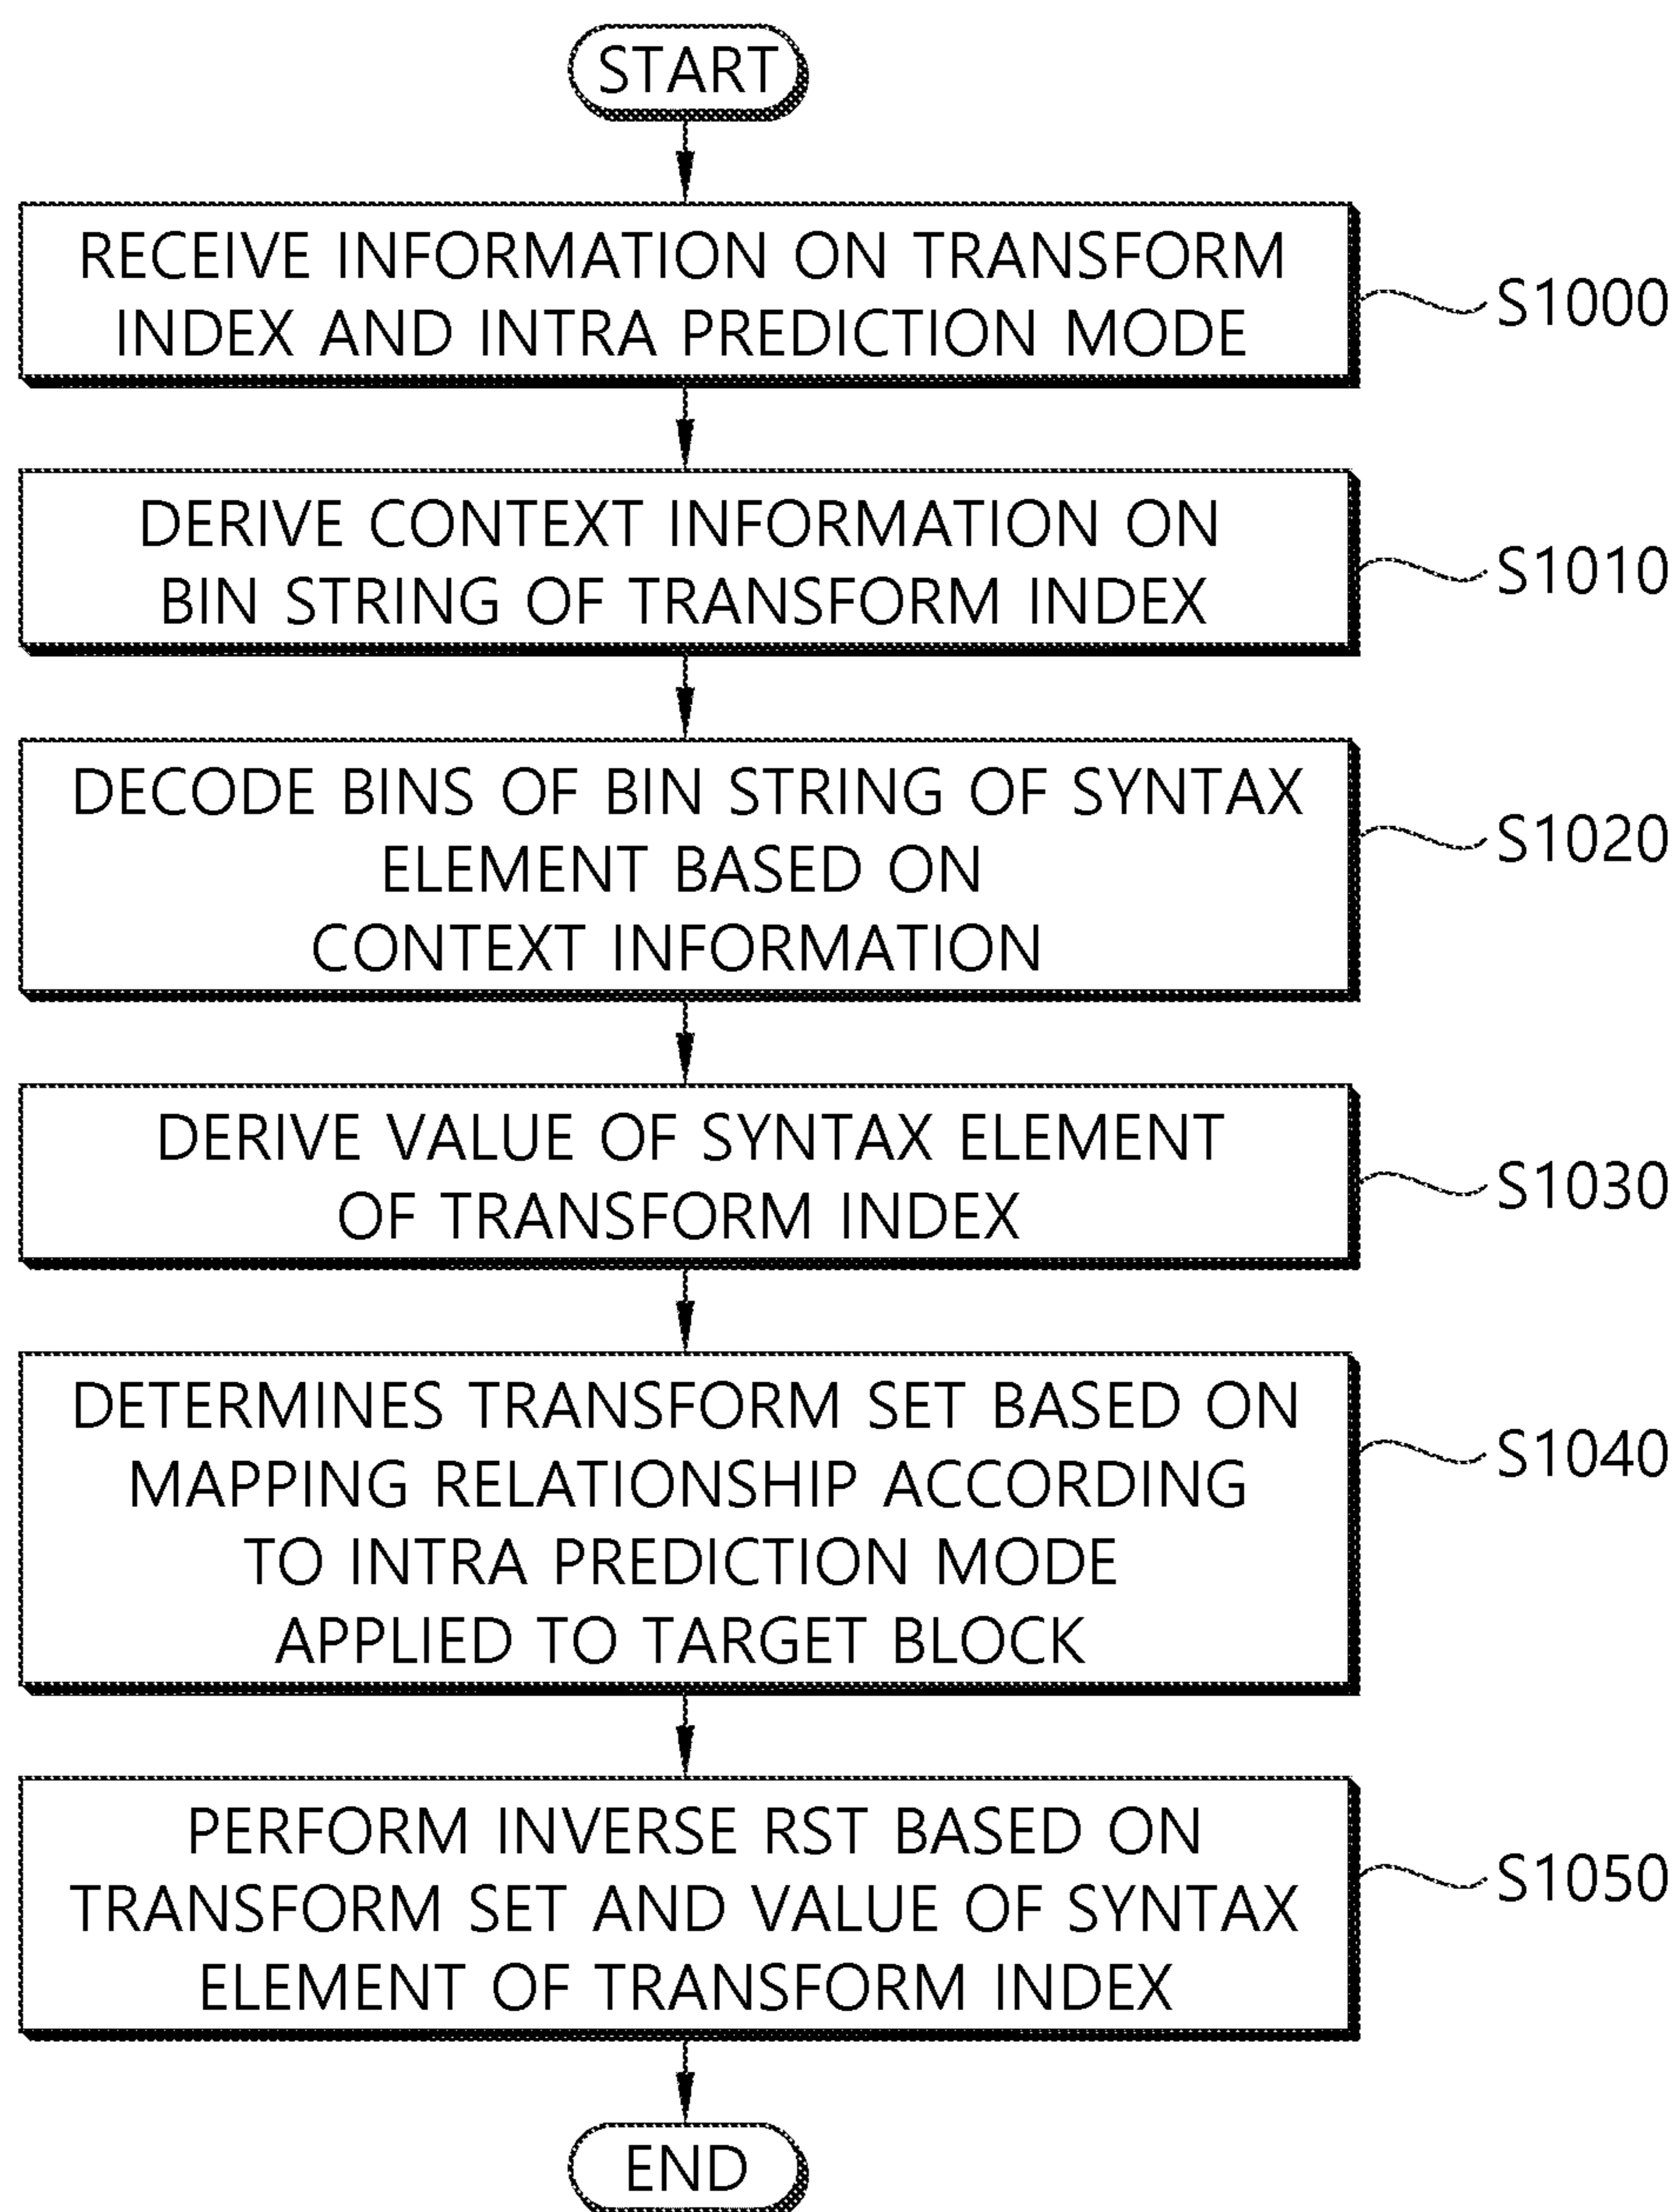 START
RECEIVE INFORMATION ON TRANSFORM
INDEX AND INTRA PREDICTION MODE
S1000
DERIVE CONTEXT INFORMATION ON
BIN STRING OF TRANSFORM INDEX
S1010
DECODE BINS OF BIN STRING OF SYNTAX
ELEMENT BASED ON
CONTEXT INFORMATION
S1020
DERIVE VALUE OF SYNTAX ELEMENT
OF TRANSFORM INDEX
S1030
DETERMINES TRANSFORM SET BASED ON
MAPPING RELATIONSHIP ACCORDING
TO INTRA PREDICTION MODE
APPLIED TO TARGET BLOCK
S1040
PERFORM INVERSE RST BASED ON
TRANSFORM SET AND VALUE OF SYNTAX
ELEMENT OF TRANSFORM INDEX
S1050
END